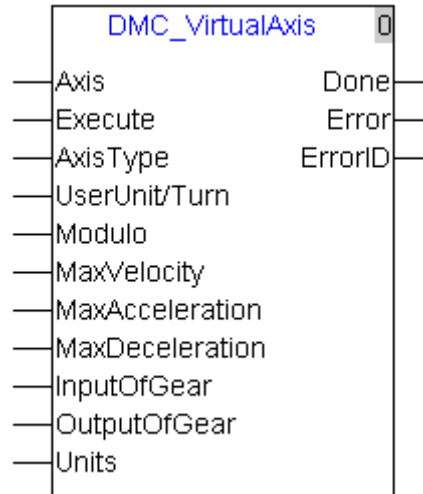 DMC_VirtualAxis 0
Axis Done
Execute Error
AxisType ErrorID
UserUnit/Turn
Modulo
MaxVelocity
MaxAcceleration
MaxDeceleration
InputOfGear
OutputOfGear
Units